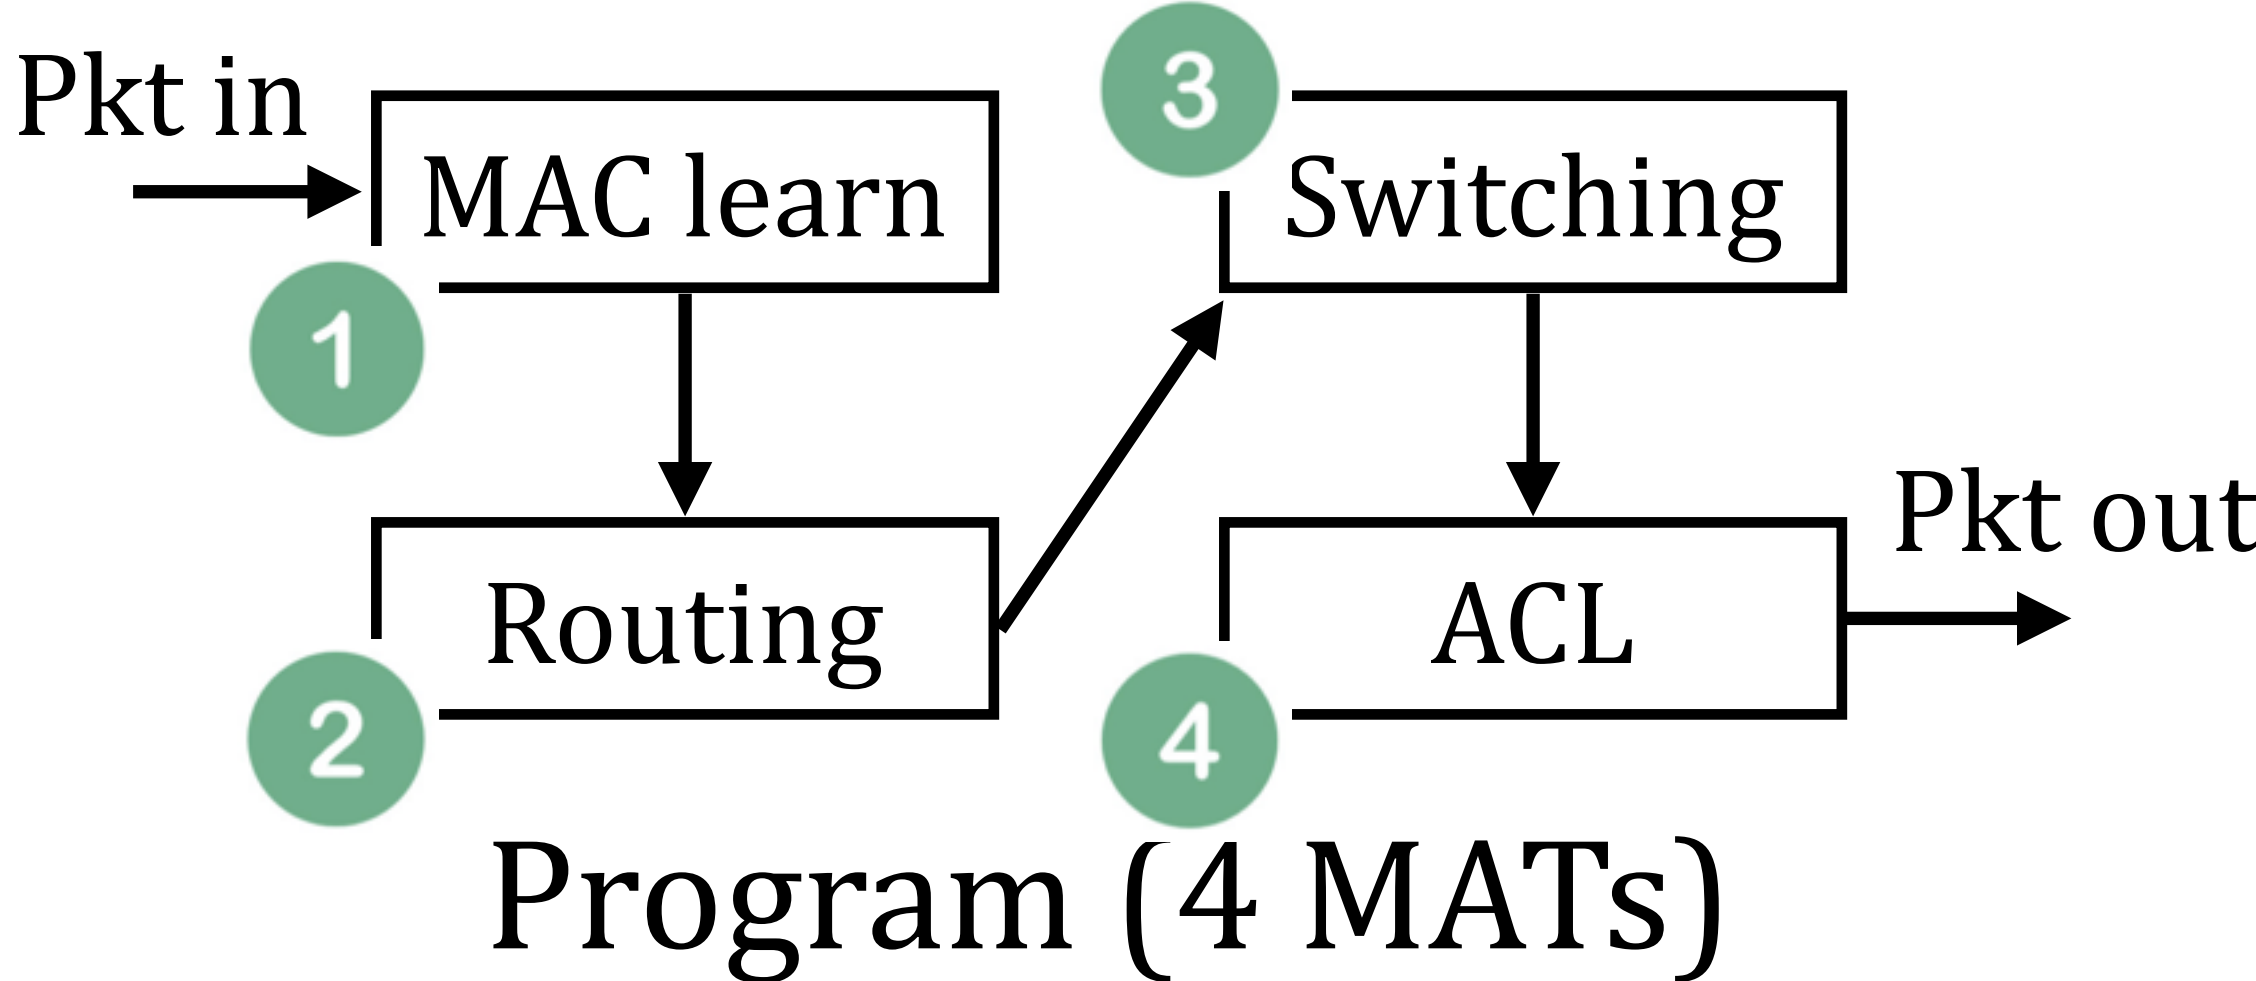 Pkt in
MAC learn
1
Routing
2
3
Switching
ACL
4
Pkt out
Program (4 MATs)